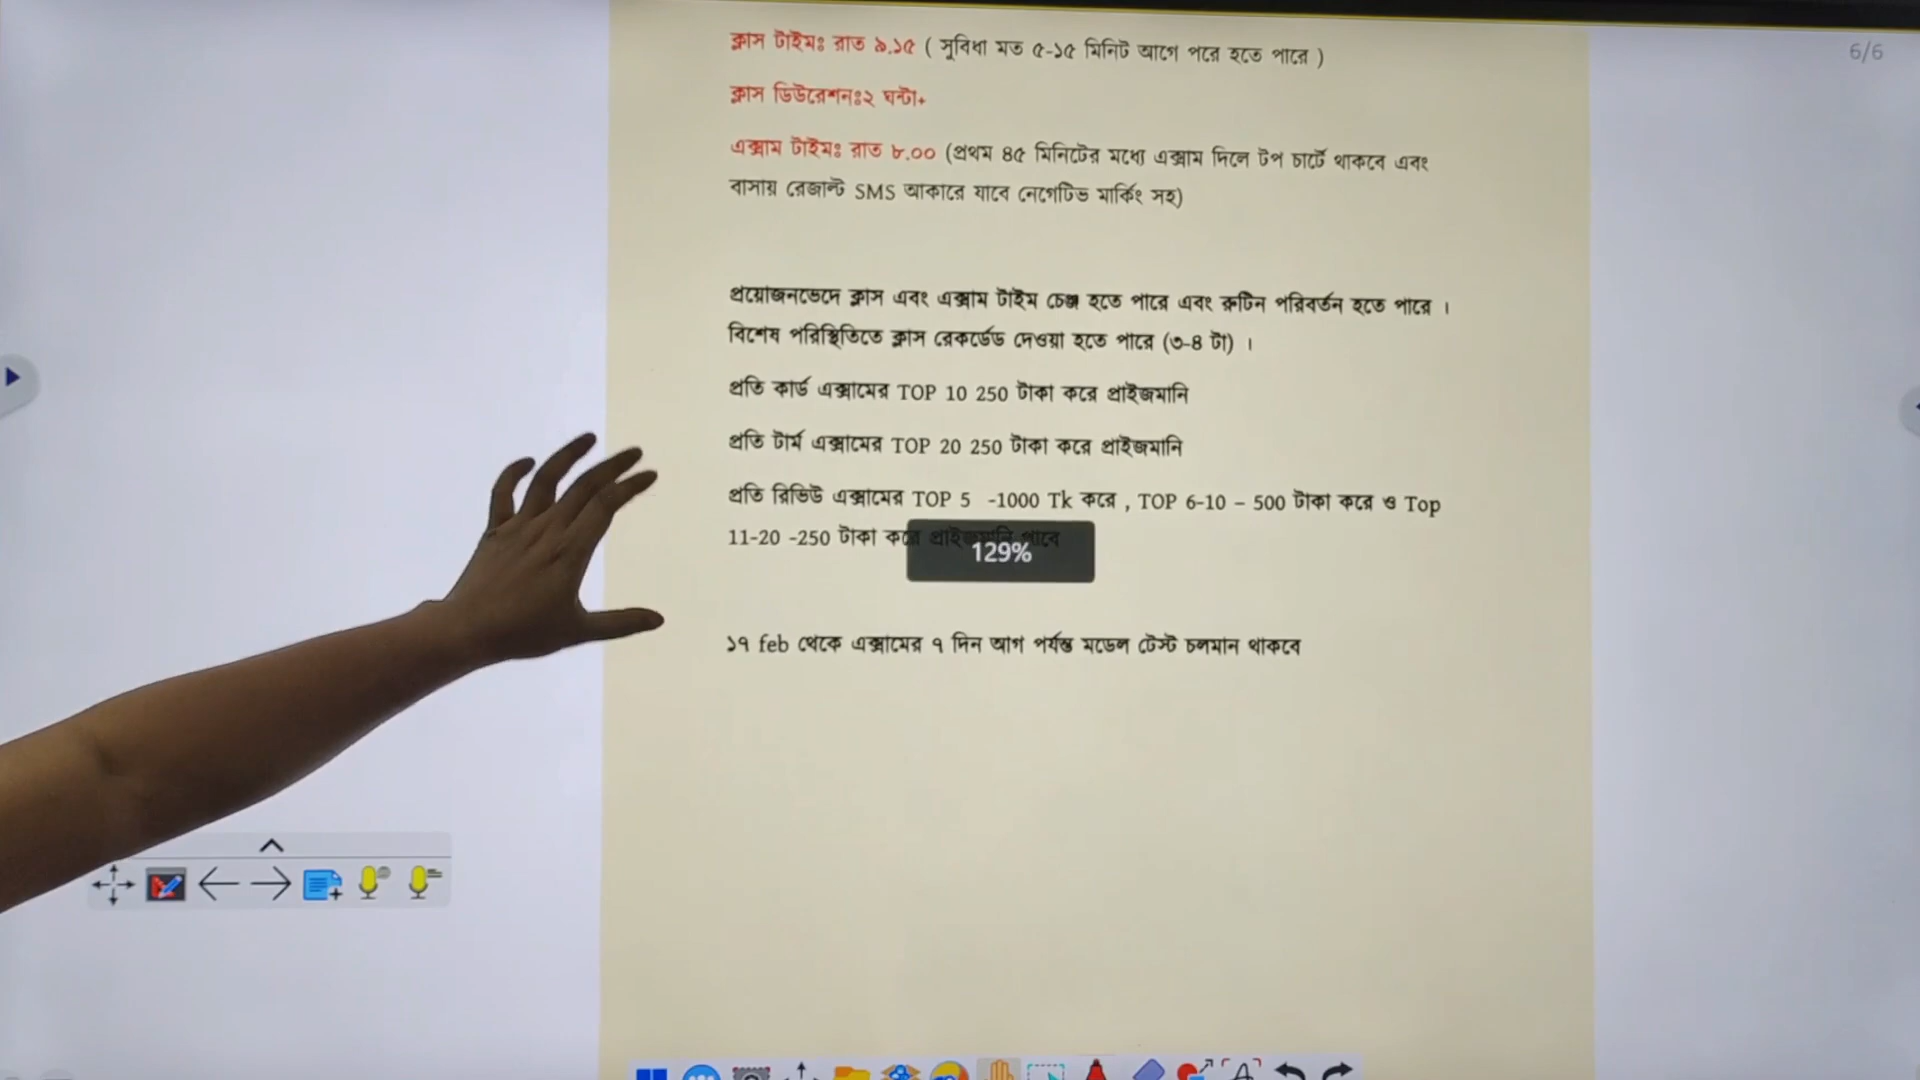 ক্লাস টাইমঃ রাত ৯.১৫ ( সুবিধা মত ৫-১৫ মিনিট আগে পরে হতে পারে )
6/6
ক্লাস ডিউরেশনঃ২ ঘন্টা+
এক্সাম টাইমঃ রাত ৮.০০ (প্রথম ৪৫ মিনিটের মধ্যে এক্সাম দিলে টপ চার্টে থাকবে এবং
বাসায় রেজাল্ট SMS আকারে যাবে নেগেটিভ মার্কিং সহ)
প্রয়োজনভেদে ক্লাস এবং এক্সাম টাইম চেঞ্জ হতে পারে এবং রুটিন পরিবর্তন হতে পারে ।
বিশেষ পরিস্থিতিতে ক্লাস রেকর্ডেড দেওয়া হতে পারে (৩-৪ টা) ।
প্রতি কার্ড এক্সামের TOP 10 250 টাকা করে প্রাইজমানি
প্রতি টার্ম এক্সামের TOP 20 250 টাকা করে প্রাইজমানি
প্রতি রিভিউ এক্সামের TOP 5 -1000 Tk করে , TOP 6-10 – 500 টাকা করে ও Top
11-20 -250 টাকা করে প্রাইজমানি পাবে
129%
১৭ feb থেকে এক্সামের ৭ দিন আগ পর্যন্ত মডেল টেস্ট চলমান থাকবে